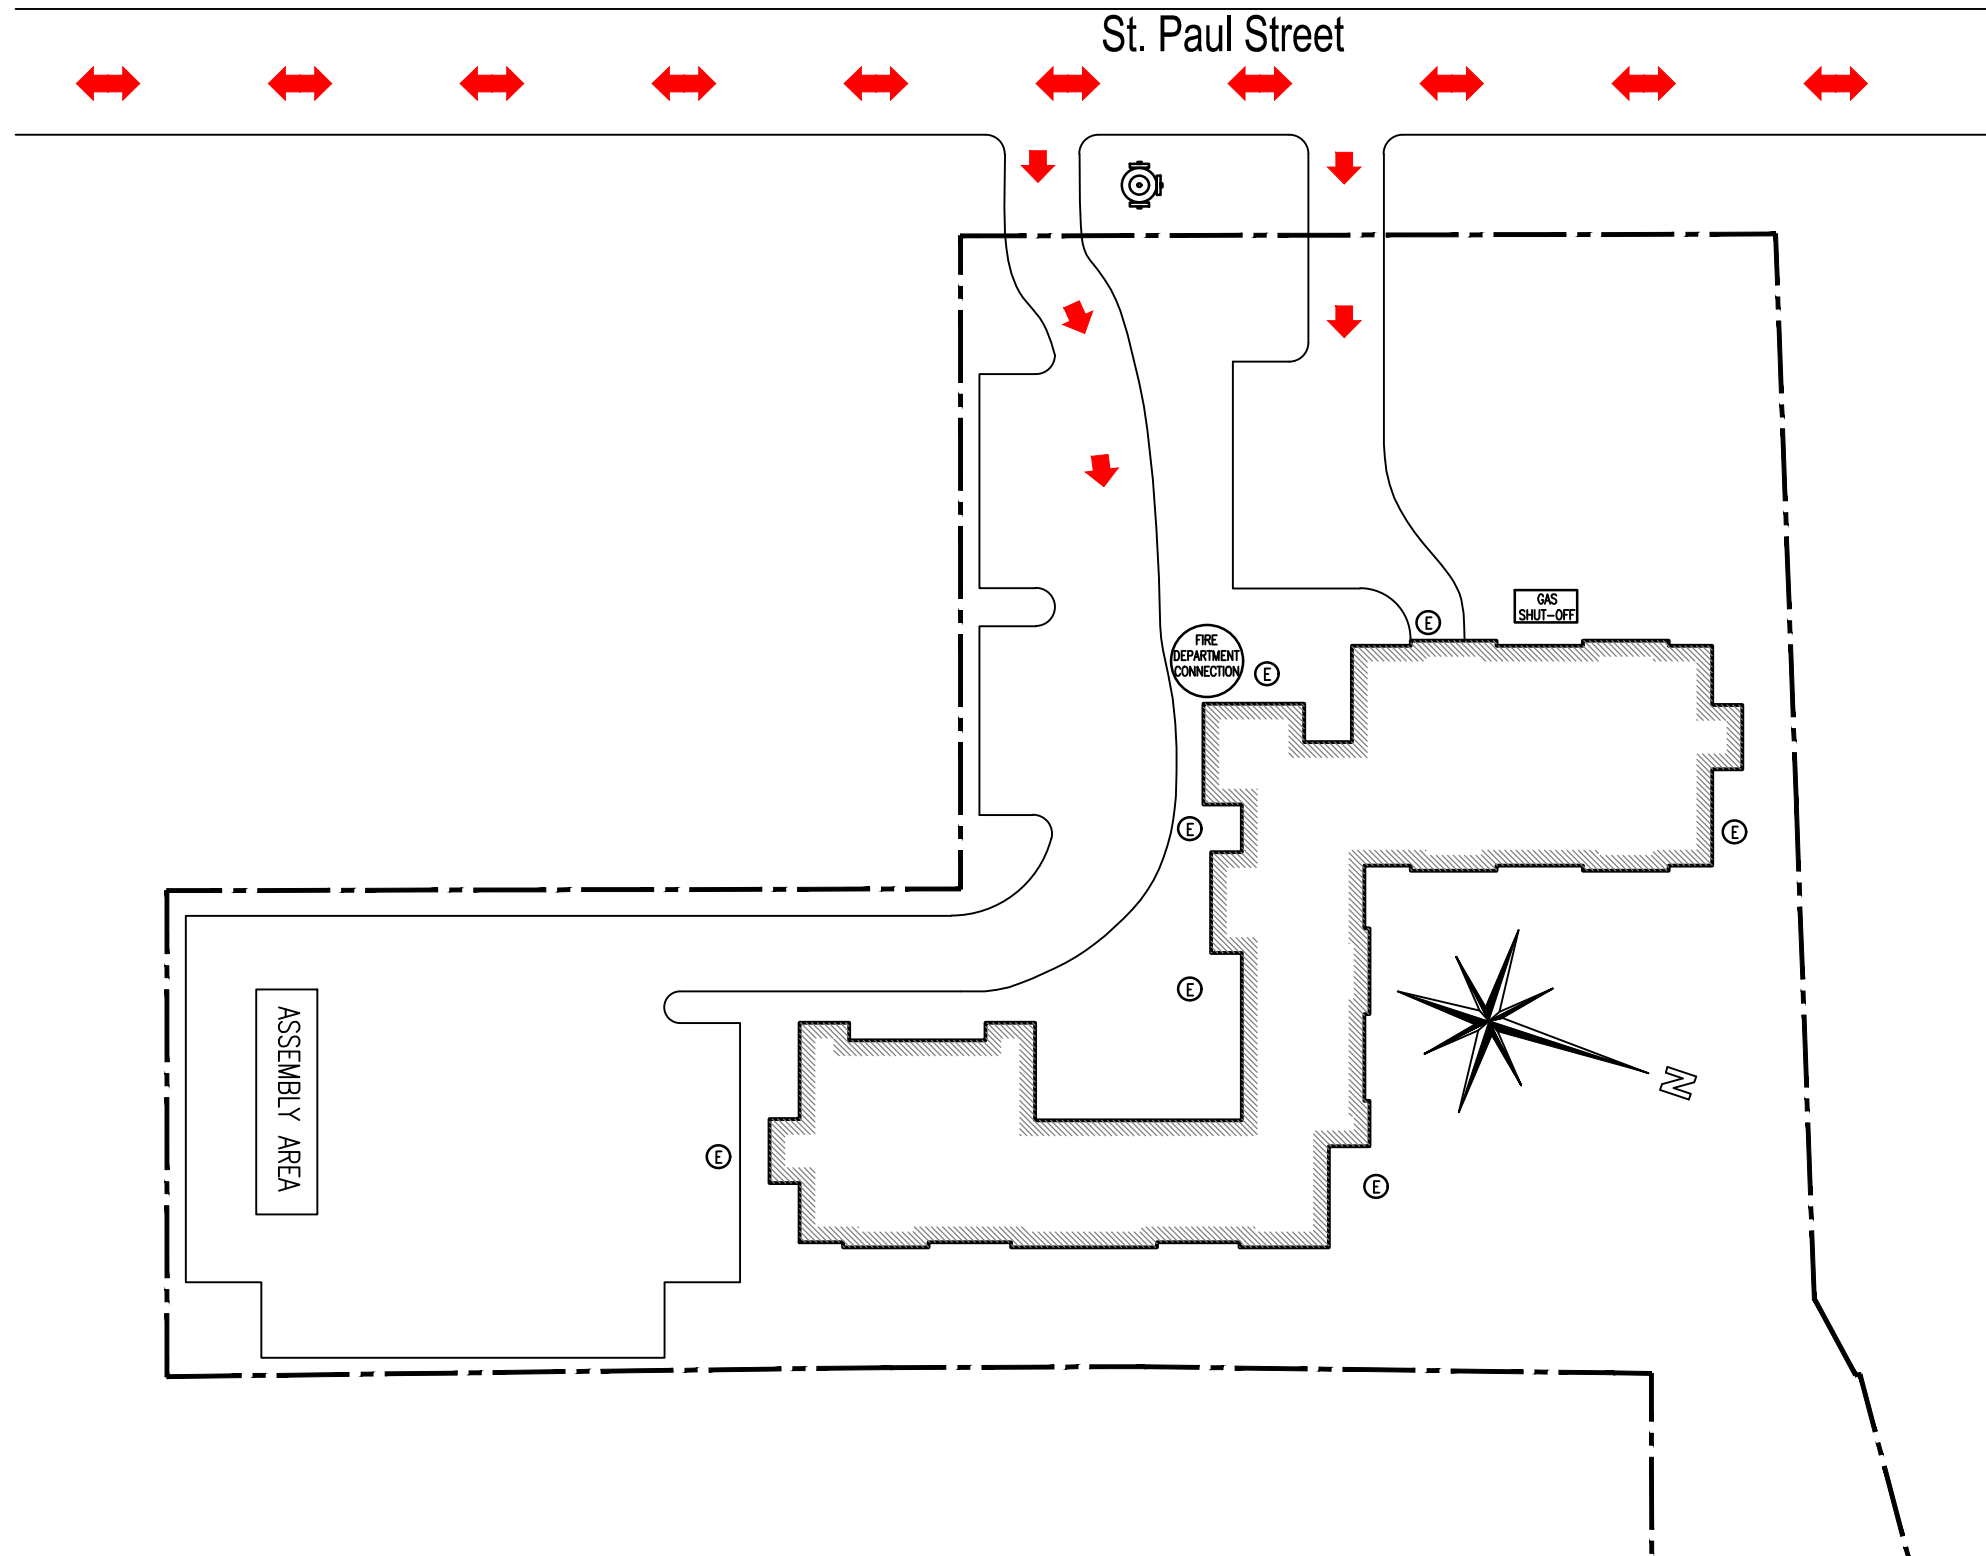 St. Paul Street
GAS
SHUT-OFF
E
FIRE
DEPARTMENT
CONNECTION
E
E
E
E
ASSEMBLY AREA
N
E
E